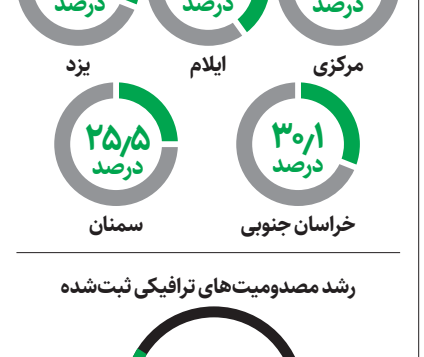 درصد درصد درصد
مرکزی ایلام یزد
۳۰٫۱ ۲۵٫۵
درصد درصد
خراسان جنوبی سمنان
رشد مصدومیت‌های ترافیکی ثبت‌شده